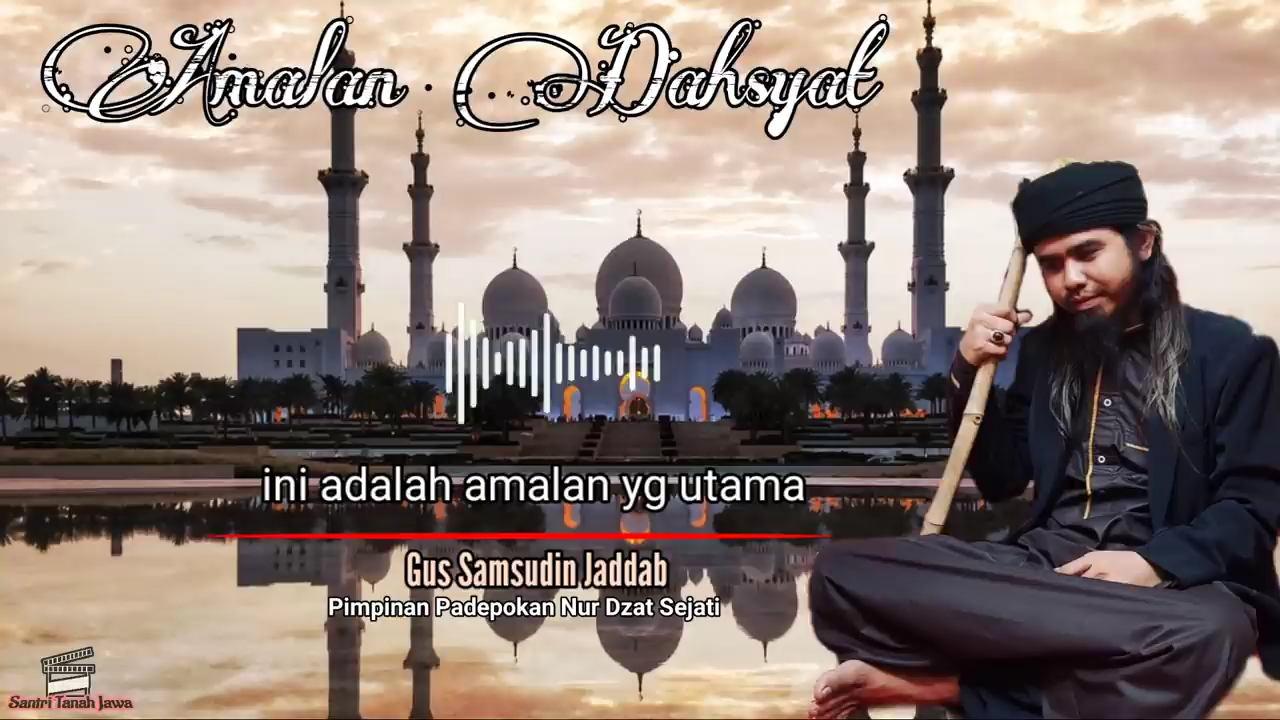 Amalan Dahsyat
ini adalah amalan yg utama
Gus Samsudin Jaddab
Pimpinan Padepokan Nur Dzat Sejati
Santri Tanah Jawa